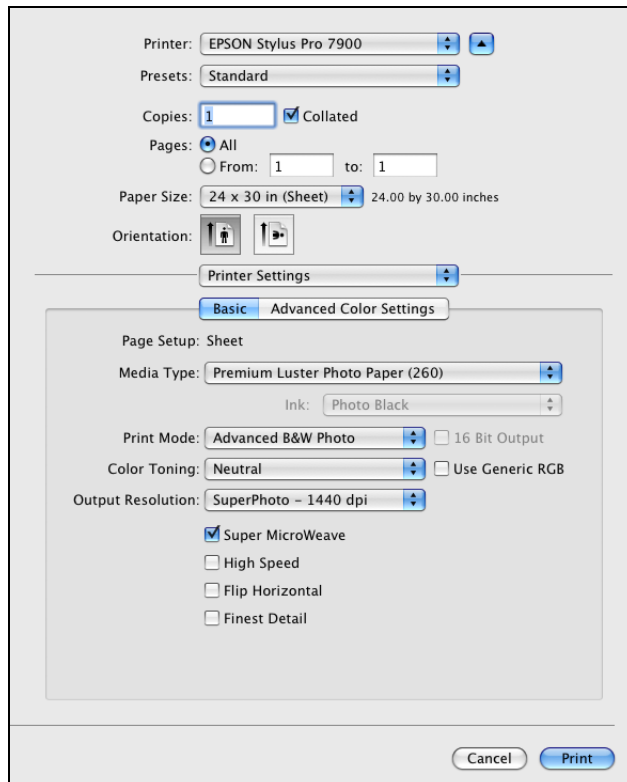 Printer: EPSON Stylus Pro 7900
Presets: Standard
Copies: 1 Collated
Pages: All
From: 1 to: 1
Paper Size: 24 x 30 in (Sheet) 24.00 by 30.00 inches
Orientation:
Printer Settings
Basic Advanced Color Settings
Page Setup: Sheet
Media Type: Premium Luster Photo Paper (260)
Ink: Photo Black
Print Mode: Advanced B&W Photo 16 Bit Output
Color Toning: Neutral Use Generic RGB
Output Resolution: SuperPhoto – 1440 dpi
Super MicroWeave
High Speed
Flip Horizontal
Finest Detail
Cancel Print